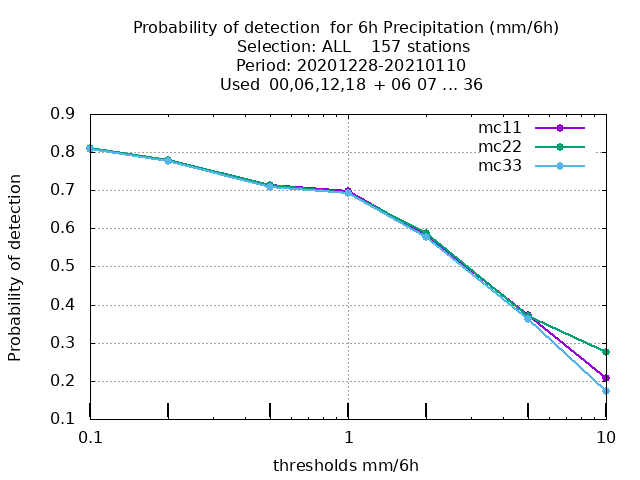 Probability of detection  for 6h Precipitation (mm/6h)
Selection: ALL    157 stations
Period: 20201228-20210110
Used  00,06,12,18  + 06 07 ... 36
mc11
mc22
mc33
Probability of detection
0.9
0.8
0.7
0.6
0.5
0.4
0.3
0.2
0.1
0.1 1 10
thresholds mm/6h